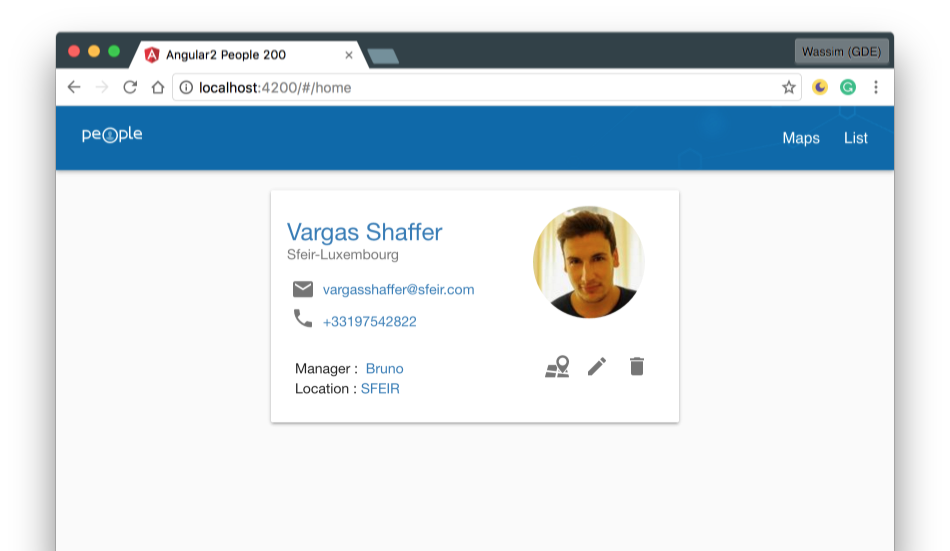 Angular2 People 200
Wassim (GDE)
localhost:4200/#/home
people
Maps List
Vargas Shaffer
Sfeir-Luxembourg
vargasshaffer@sfeir.com
+33197542822
Manager : Bruno
Location : SFEIR